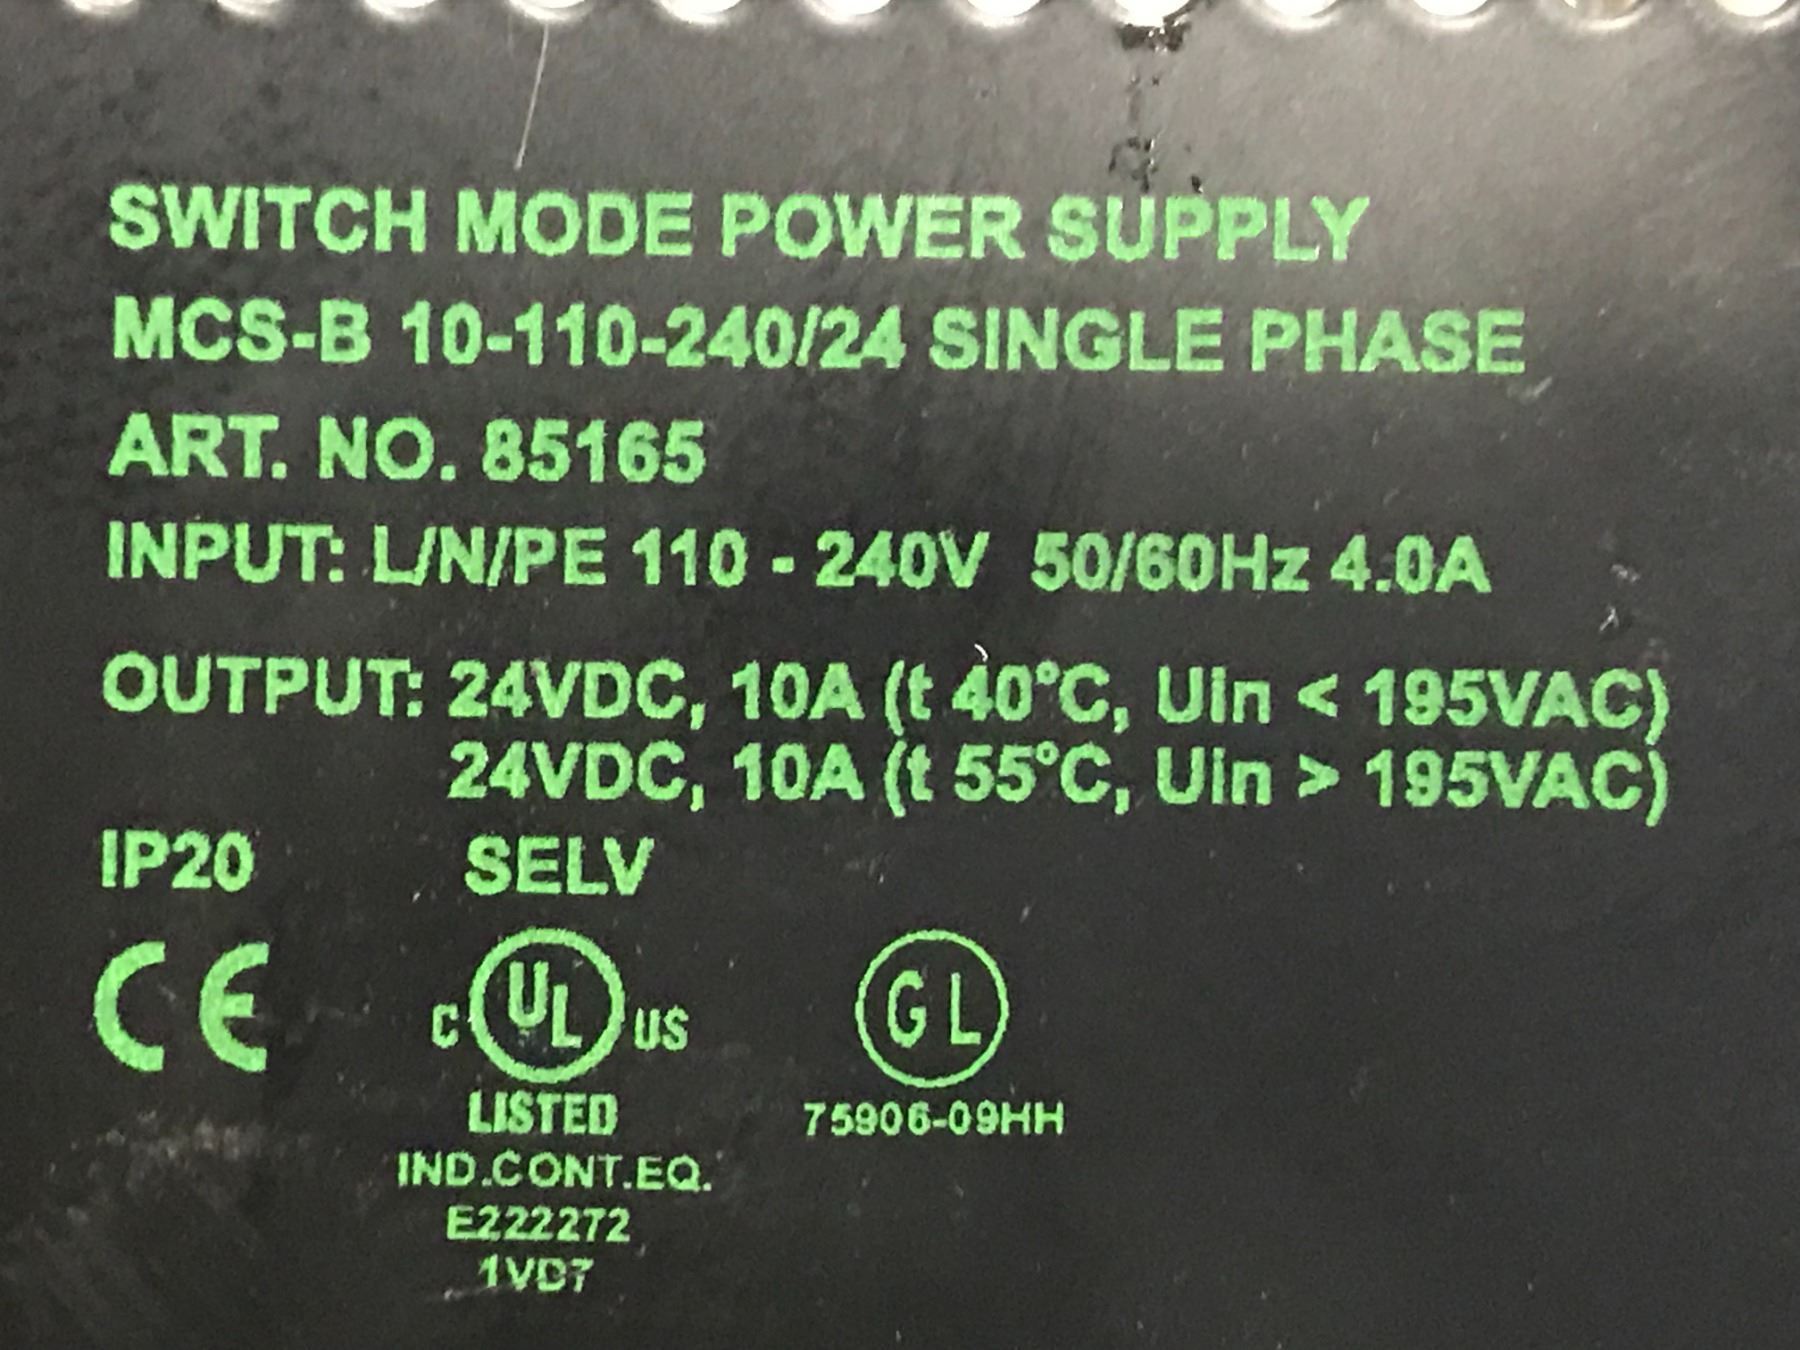 SWITCH MODE POWER SUPPLY
MCS-B 10-110-240/24 SINGLE PHASE
ART. NO. 85165
INPUT: L/N/PE 110 - 240V 50/60Hz 4.0A
OUTPUT: 24VDC, 10A (t 40°C, Uin < 195VAC)
24VDC, 10A (t 55°C, Uin > 195VAC)
IP20 SELV
CE C UL US GL
LISTED 75906-09HH
IND.CONT.EQ.
E222272
1VD7